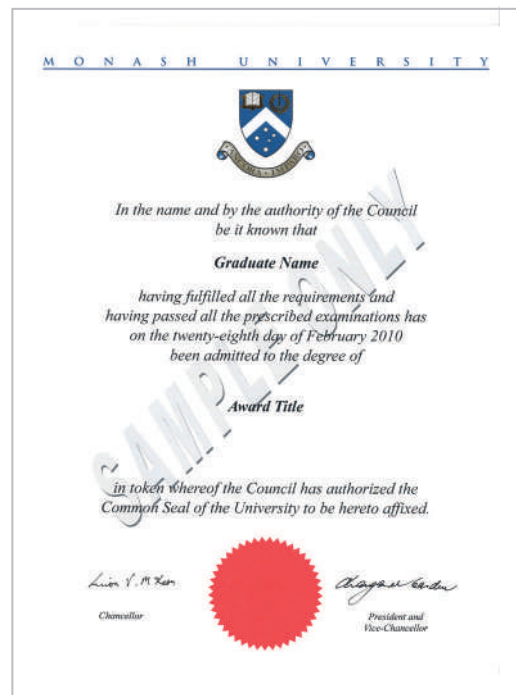 MONASH UNIVERSITY
ANCORA IMPARO
In the name and by the authority of the Council
be it known that
Graduate Name
having fulfilled all the requirements and
having passed all the prescribed examinations has
on the twenty-eighth day of February 2010
been admitted to the degree of
Award Title
SAMPLE ONLY
in token whereof the Council has authorized the
Common Seal of the University to be hereto affixed.
Chancellor
President and
Vice-Chancellor